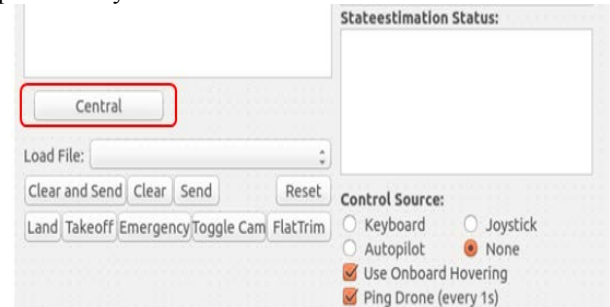 Stateestimation Status:
Central
Load File:
Clear and Send Clear Send Reset
Land Takeoff Emergency Toggle Cam FlatTrim
Control Source:
Keyboard Joystick
Autopilot None
Use Onboard Hovering
Ping Drone (every 1s)